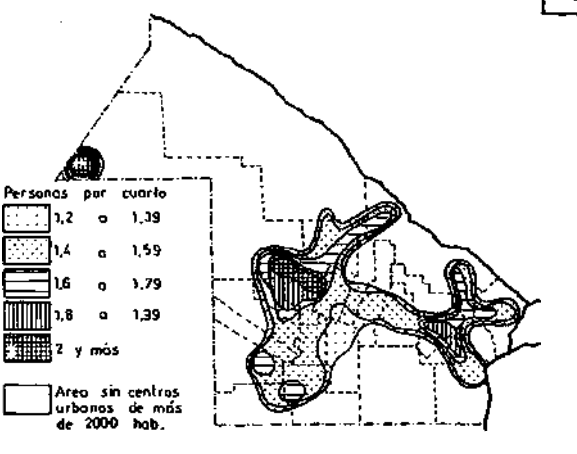 Personas por cuarto
1,2 a 1,39
1,4 a 1,59
1,6 a 1,79
1,8 a 1,39
2 y más
Area sin centros
urbanos de más
de 2000 hab.